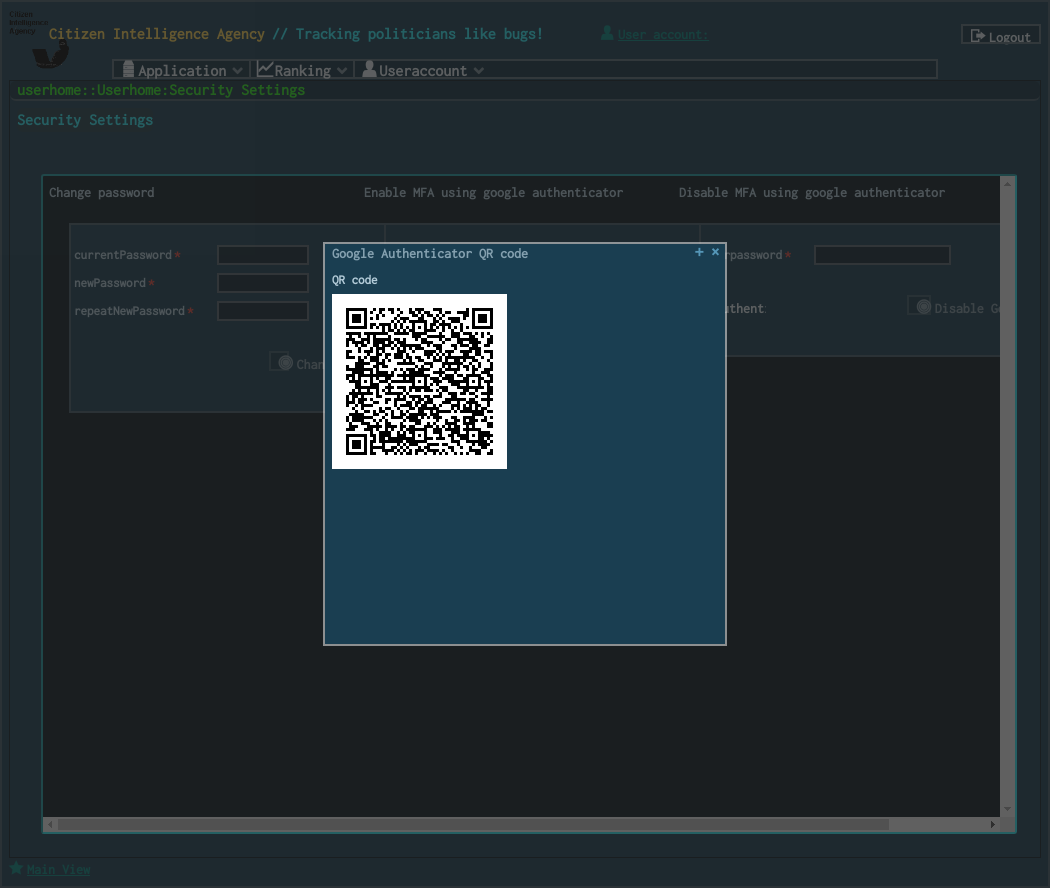 Citizen
Intelligence
Agency
Citizen Intelligence Agency // Tracking politicians like bugs!
User account:
Logout
Application
Ranking
Useraccount
userhome::Userhome:Security Settings
Security Settings
Change password
Enable MFA using google authenticator
Disable MFA using google authenticator
currentPassword*
newPassword*
repeatNewPassword*
Chan
Google Authenticator QR code
+ ×
QR code
rpassword*
uthent
Disable Go
Main View